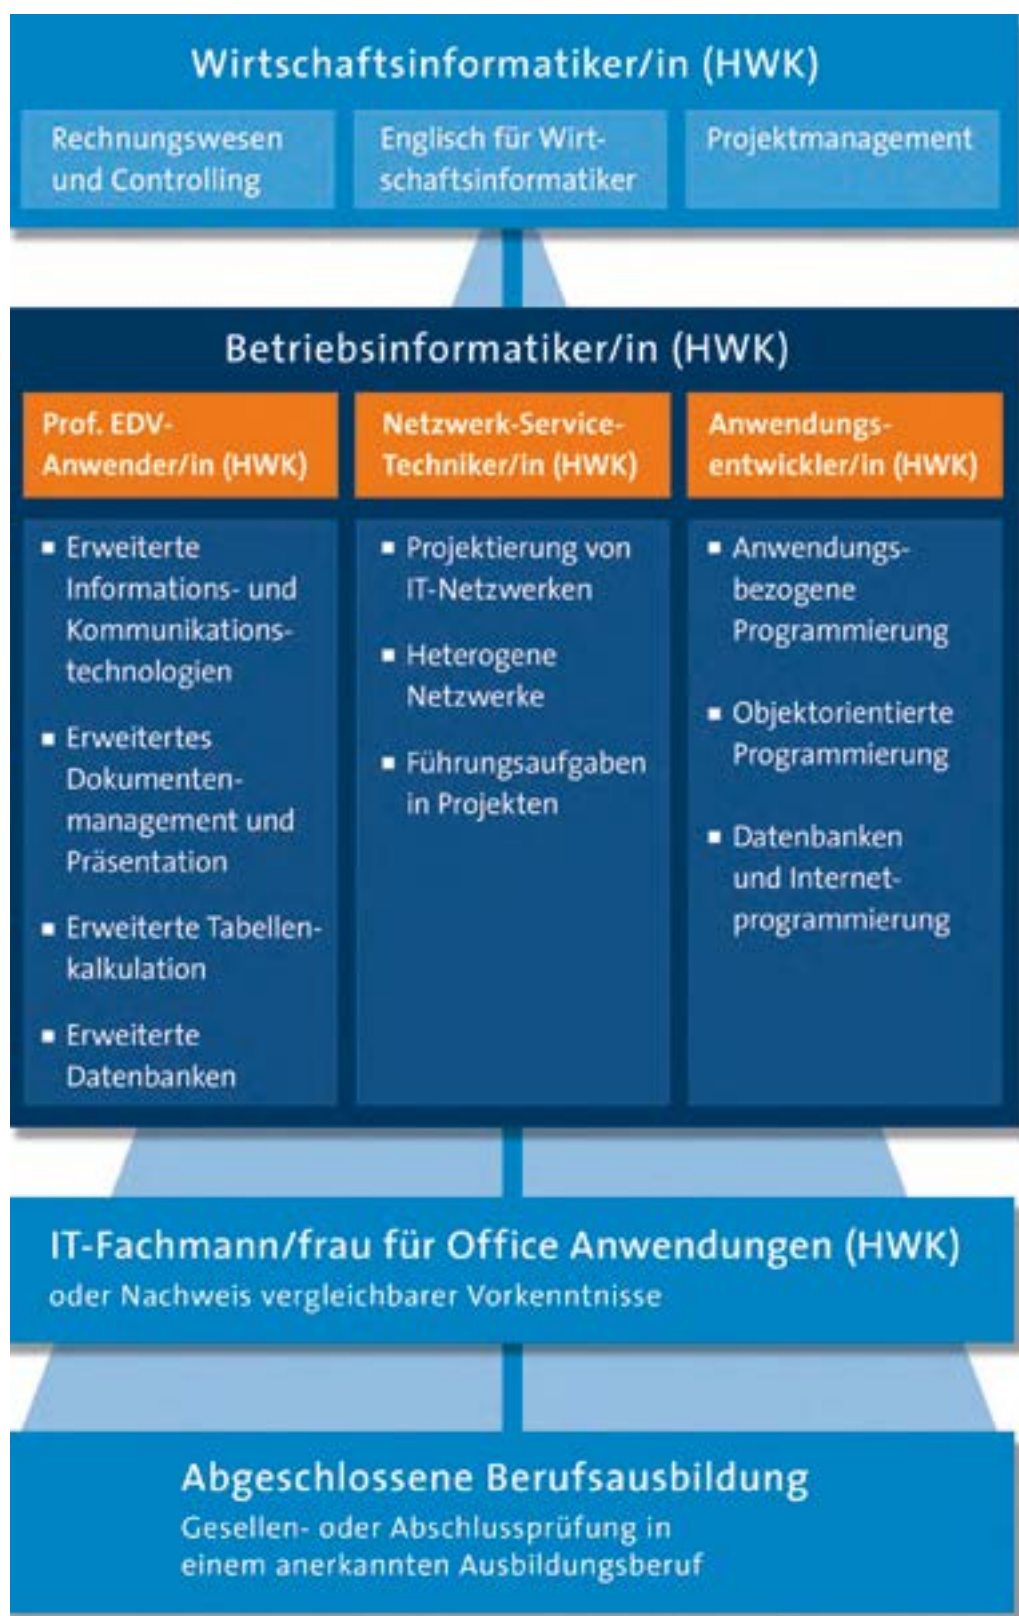 Wirtschaftsinformatiker/in (HWK)
Rechnungswesen
und Controlling
Englisch für Wirt-
schaftsinformatiker
Projektmanagement
Betriebsinformatiker/in (HWK)
Prof. EDV-
Anwender/in (HWK)
▪ Erweiterte
Informations- und
Kommunikations-
technologien
▪ Erweitertes
Dokumenten-
management und
Präsentation
▪ Erweiterte Tabellen-
kalkulation
▪ Erweiterte
Datenbanken
Netzwerk-Service-
Techniker/in (HWK)
▪ Projektierung von
IT-Netzwerken
▪ Heterogene
Netzwerke
▪ Führungsaufgaben
in Projekten
Anwendungs-
entwickler/in (HWK)
▪ Anwendungs-
bezogene
Programmierung
▪ Objektorientierte
Programmierung
▪ Datenbanken
und Internet-
programmierung
IT-Fachmann/frau für Office Anwendungen (HWK)
oder Nachweis vergleichbarer Vorkenntnisse
Abgeschlossene Berufsausbildung
Gesellen- oder Abschlussprüfung in
einem anerkannten Ausbildungsberuf